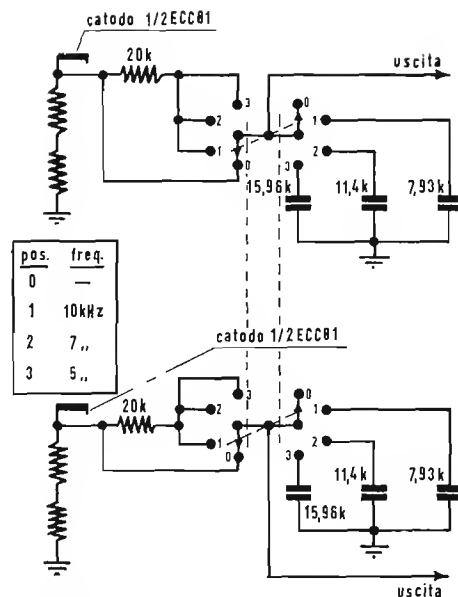 catodo 1/2ECC81
20k
uscita
3
2
1
0
0
1
2
3
15,96k
11,4k
7,93k
pos. freq.
0 —
1 10kHz
2 7 „
3 5 „
catodo 1/2ECC81
20k
3
2
1
0
0
1
2
3
11,4k
7,93k
15,96k
uscita